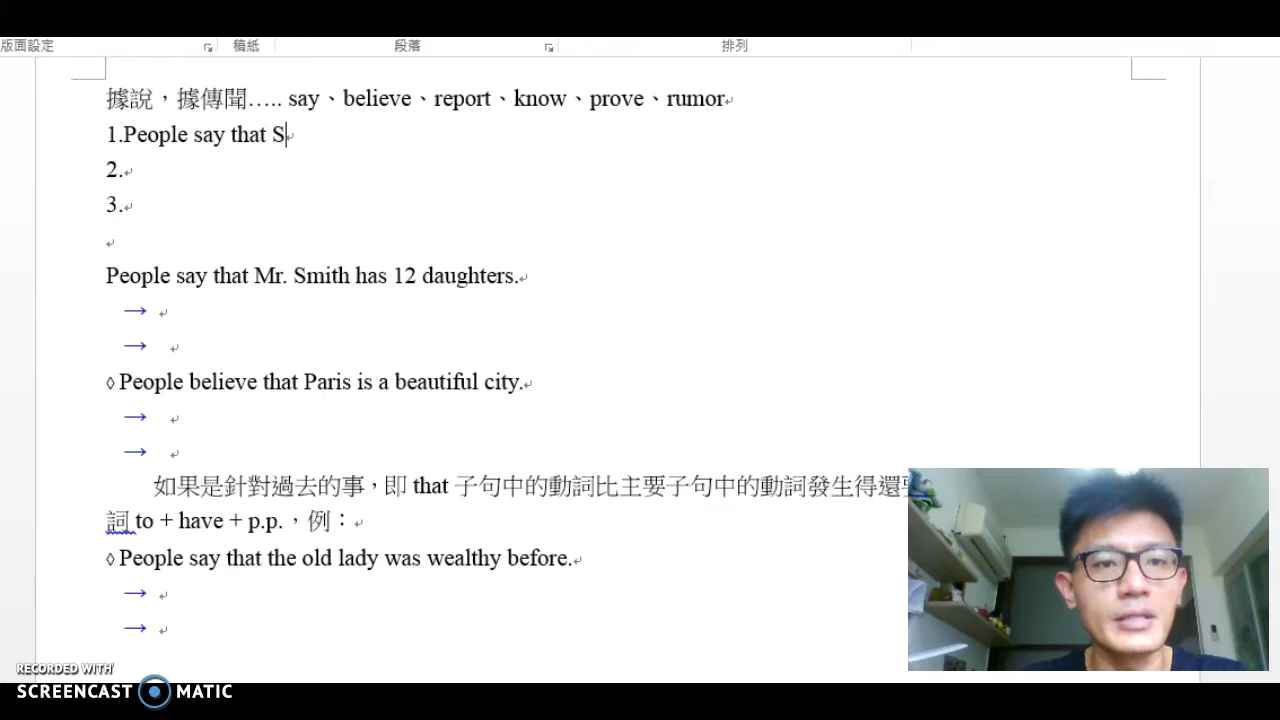 版面設定 稿紙 段落 排列
據說，據傳聞….. say、believe、report、know、prove、rumor
1.People say that S
2.
3.
People say that Mr. Smith has 12 daughters.
→
→
◊ People believe that Paris is a beautiful city.
→
→
如果是針對過去的事，即 that 子句中的動詞比主要子句中的動詞發生得還
詞 to + have + p.p.，例：
◊ People say that the old lady was wealthy before.
→
→
RECORDED WITH
SCREENCAST MATIC